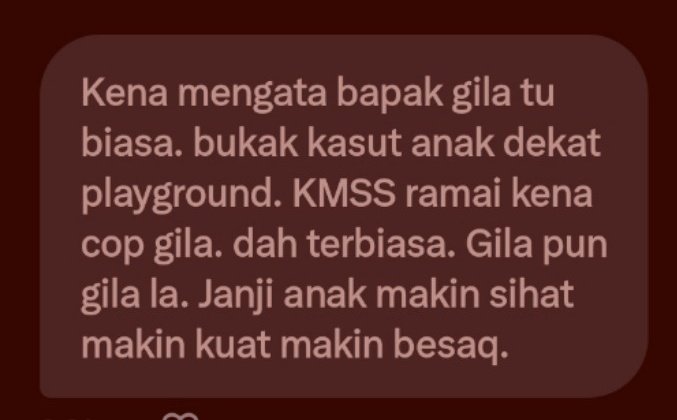 Kena mengata bapak gila tu
biasa. bukak kasut anak dekat
playground. KMSS ramai kena
cop gila. dah terbiasa. Gila pun
gila la. Janji anak makin sihat
makin kuat makin besaq.